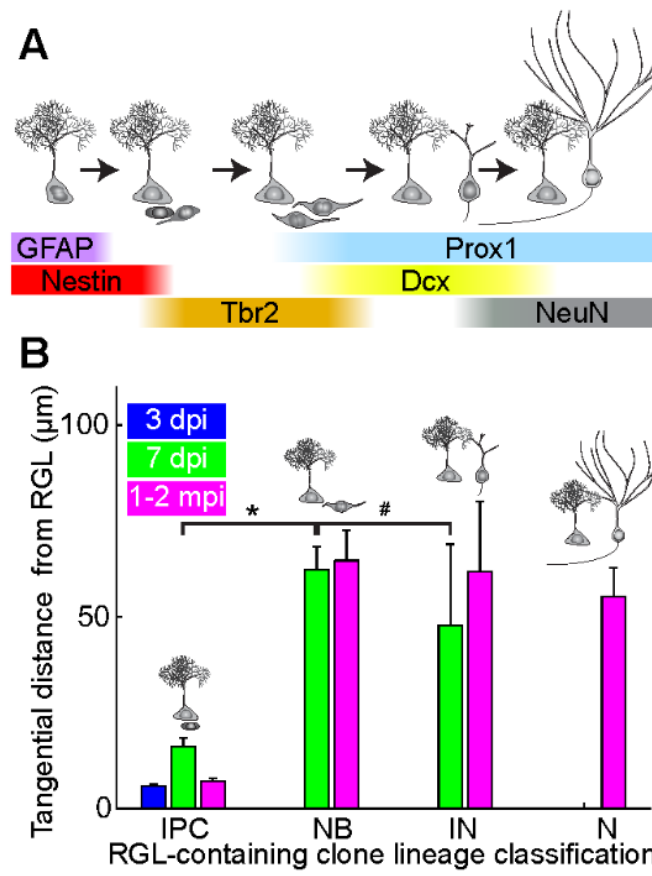 A
GFAP
Prox1
Nestin
Dcx
Tbr2
NeuN
B
Tangential distance from RGL (µm)
100
50
0
3 dpi
7 dpi
1-2 mpi
*
#
IPC NB IN N
RGL-containing clone lineage classification